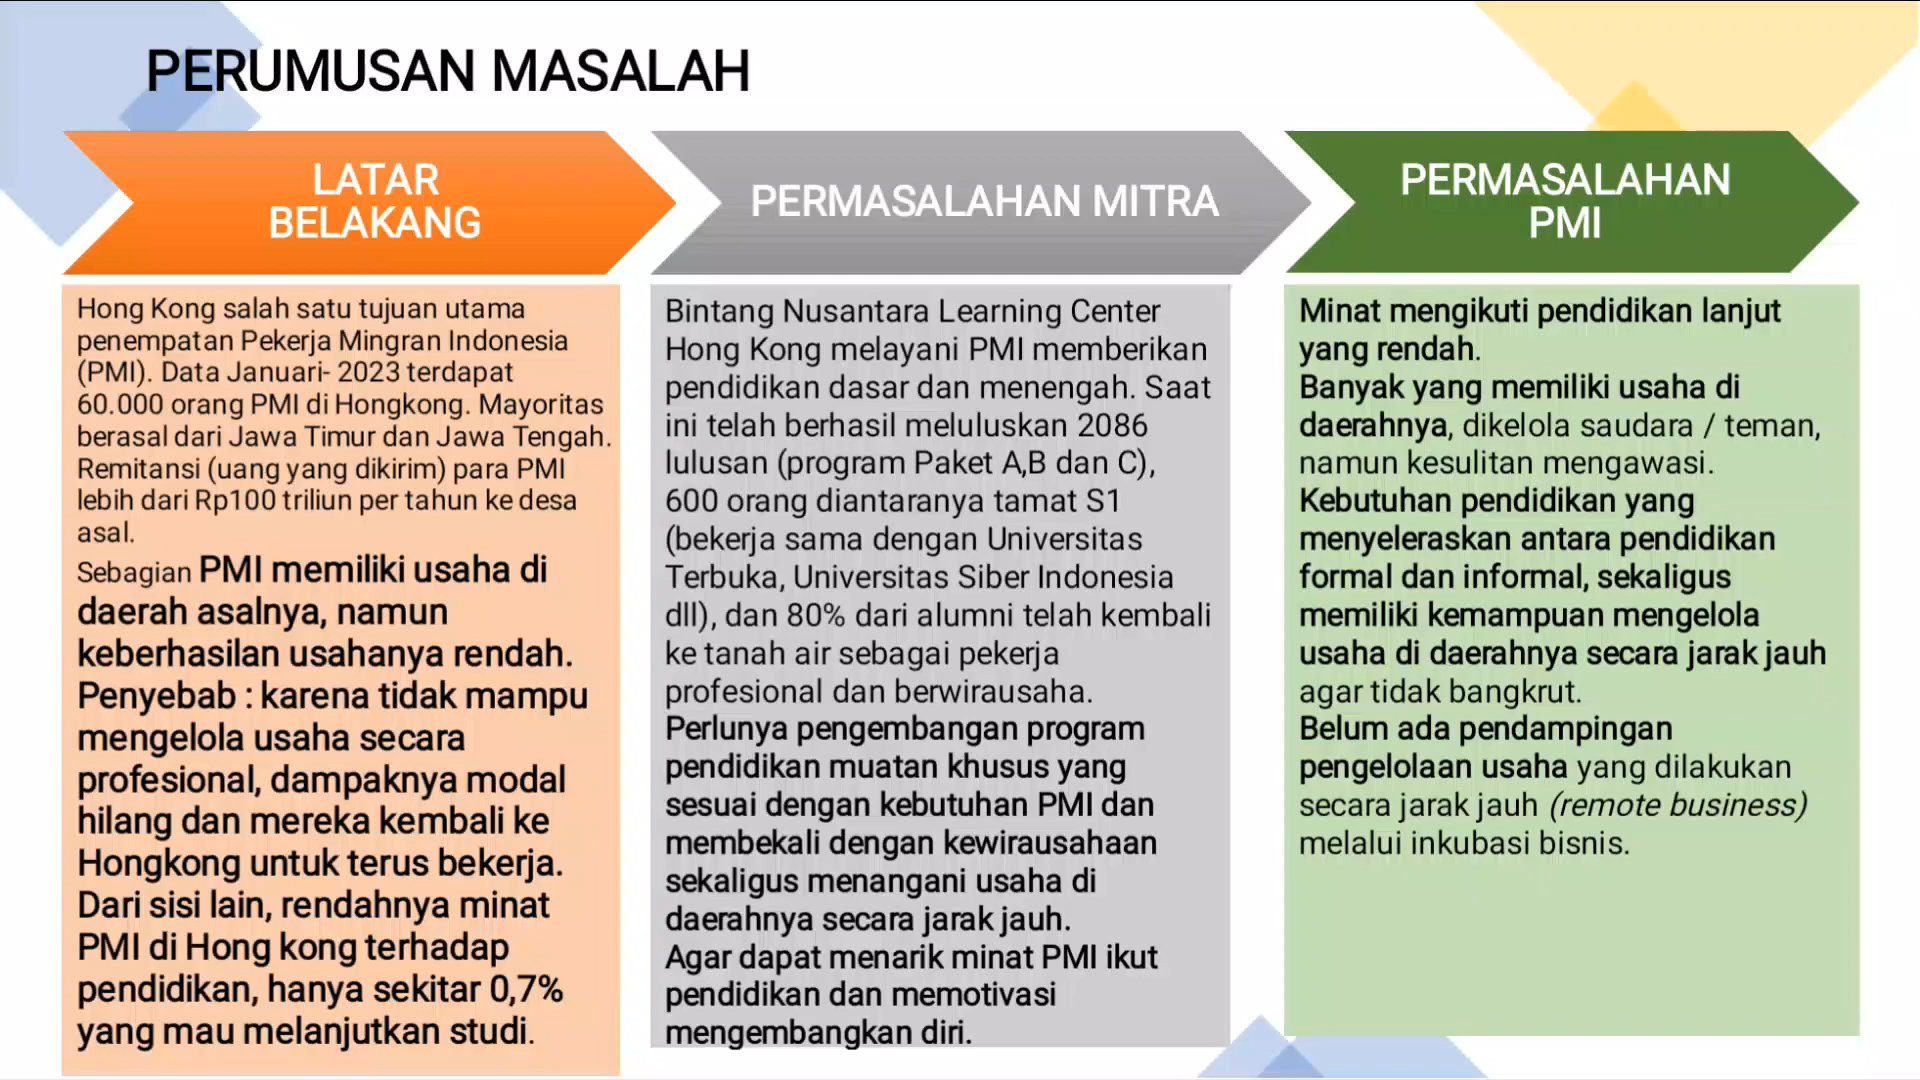 PERUMUSAN MASALAH
LATAR
BELAKANG
Hong Kong salah satu tujuan utama
penempatan Pekerja Mingran Indonesia
(PMI). Data Januari- 2023 terdapat
60.000 orang PMI di Hongkong. Mayoritas
berasal dari Jawa Timur dan Jawa Tengah.
Remitansi (uang yang dikirim) para PMI
lebih dari Rp100 triliun per tahun ke desa
asal.
Sebagian PMI memiliki usaha di
daerah asalnya, namun
keberhasilan usahanya rendah.
Penyebab : karena tidak mampu
mengelola usaha secara
profesional, dampaknya modal
hilang dan mereka kembali ke
Hongkong untuk terus bekerja.
Dari sisi lain, rendahnya minat
PMI di Hong kong terhadap
pendidikan, hanya sekitar 0,7%
yang mau melanjutkan studi.
PERMASALAHAN MITRA
Bintang Nusantara Learning Center
Hong Kong melayani PMI memberikan
pendidikan dasar dan menengah. Saat
ini telah berhasil meluluskan 2086
lulusan (program Paket A,B dan C),
600 orang diantaranya tamat S1
(bekerja sama dengan Universitas
Terbuka, Universitas Siber Indonesia
dll), dan 80% dari alumni telah kembali
ke tanah air sebagai pekerja
profesional dan berwirausaha.
Perlunya pengembangan program
pendidikan muatan khusus yang
sesuai dengan kebutuhan PMI dan
membekali dengan kewirausahaan
sekaligus menangani usaha di
daerahnya secara jarak jauh.
Agar dapat menarik minat PMI ikut
pendidikan dan memotivasi
mengembangkan diri.
PERMASALAHAN
PMI
Minat mengikuti pendidikan lanjut
yang rendah.
Banyak yang memiliki usaha di
daerahnya, dikelola saudara / teman,
namun kesulitan mengawasi.
Kebutuhan pendidikan yang
menyeleraskan antara pendidikan
formal dan informal, sekaligus
memiliki kemampuan mengelola
usaha di daerahnya secara jarak jauh
agar tidak bangkrut.
Belum ada pendampingan
pengelolaan usaha yang dilakukan
secara jarak jauh (remote business)
melalui inkubasi bisnis.